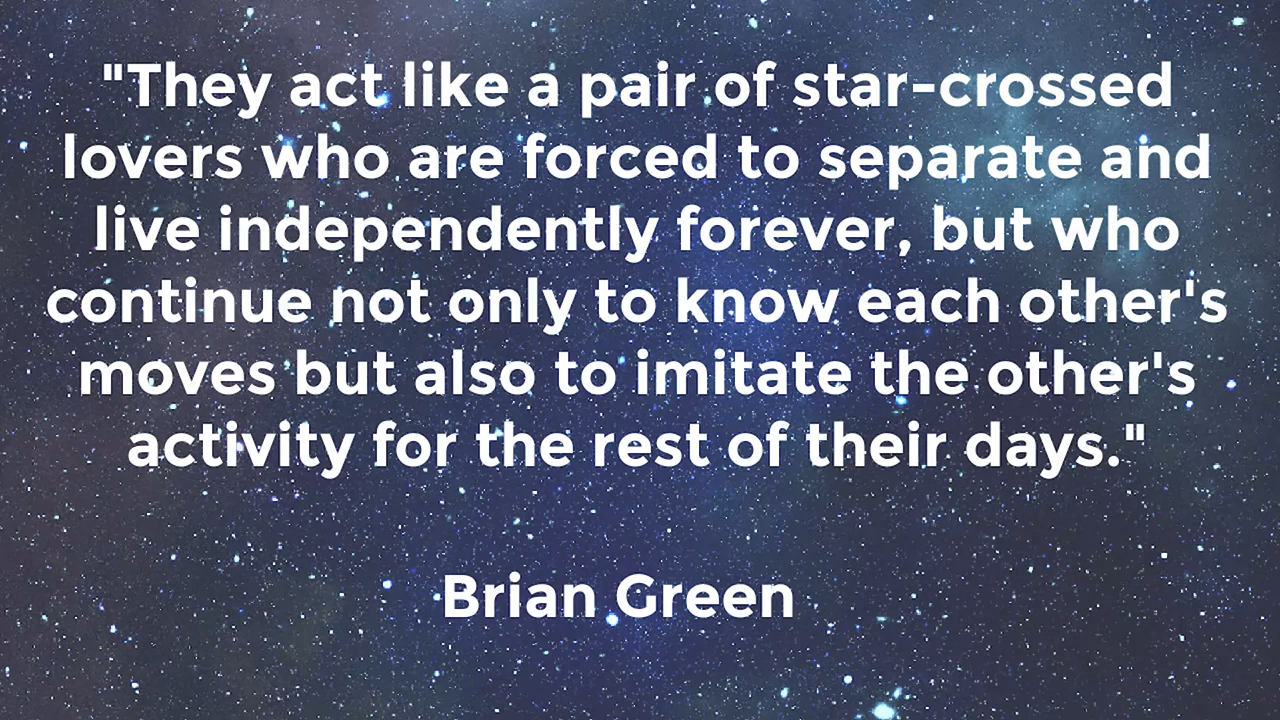 "They act like a pair of star-crossed
lovers who are forced to separate and
live independently forever, but who
continue not only to know each other's
moves but also to imitate the other's
activity for the rest of their days."
Brian Green